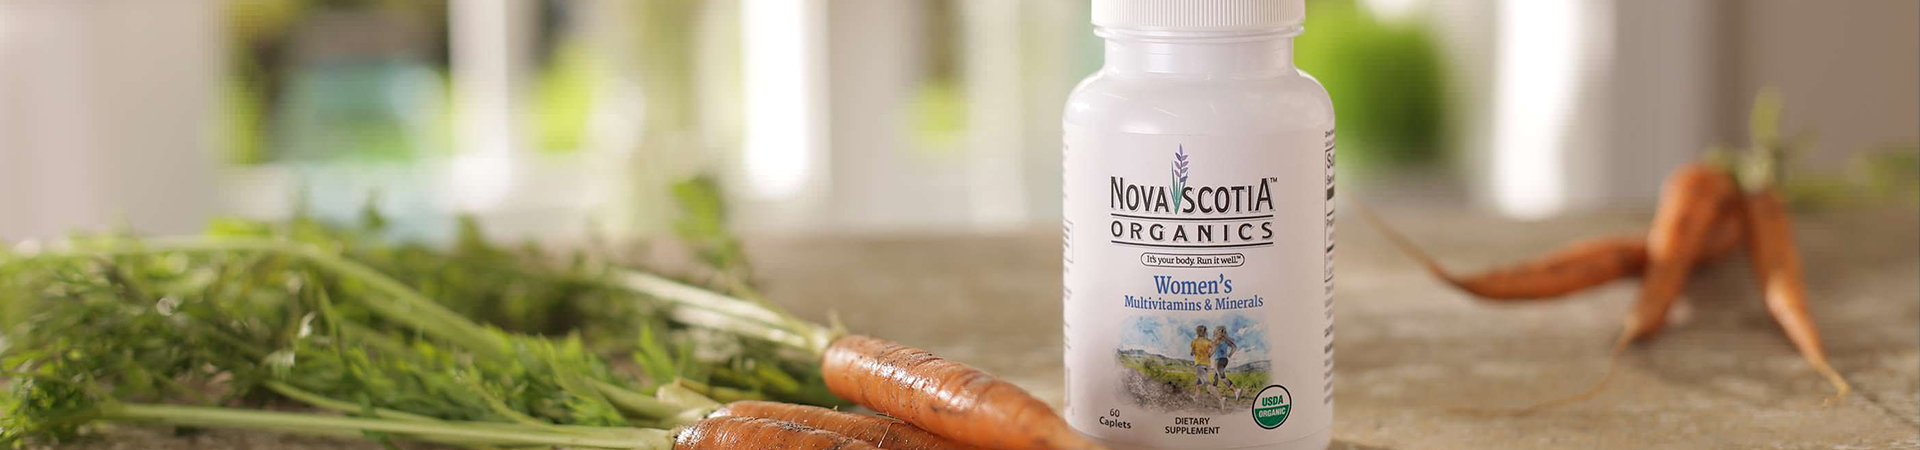 NOVA SCOTIA™
ORGANICS
It's your body. Run it well.™
Women's
Multivitamins & Minerals
60
Caplets
DIETARY
SUPPLEMENT
USDA
ORGANIC